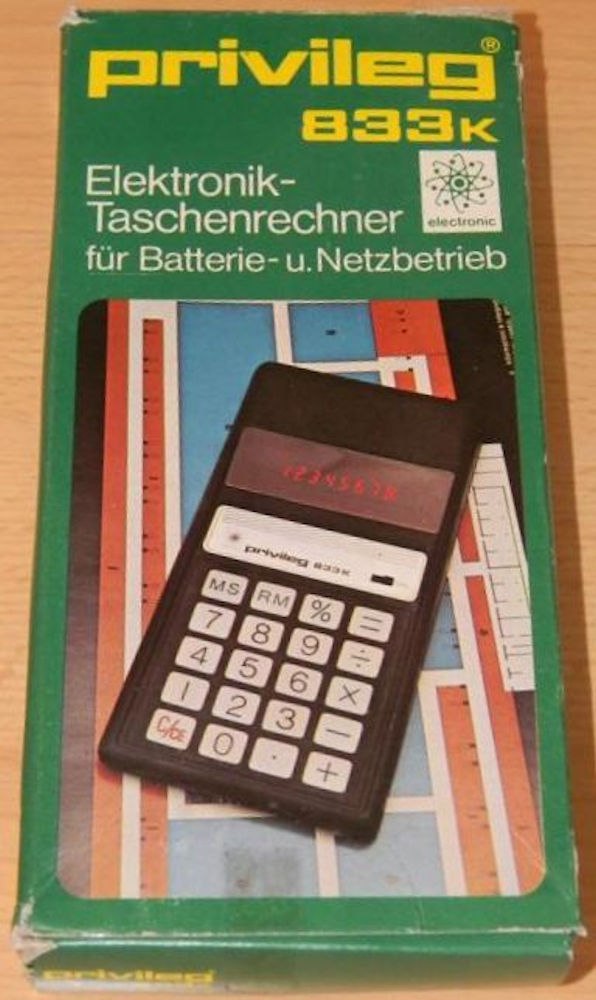 privileg®
833K
electronic
Elektronik-
Taschenrechner
für Batterie- u. Netzbetrieb
12345678
privileg 833K
MS RM % =
7 8 9 ÷
4 5 6 ×
1 2 3 −
C/CE 0 . +
privileg